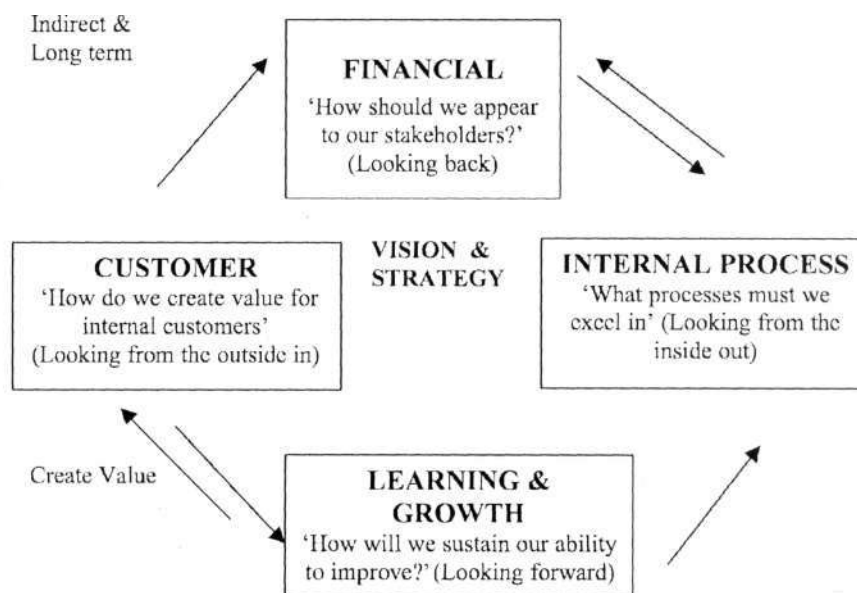 Indirect &
Long term
FINANCIAL
‘How should we appear
to our stakeholders?’
(Looking back)
CUSTOMER
‘How do we create value for
internal customers’
(Looking from the outside in)
VISION &
STRATEGY
INTERNAL PROCESS
‘What processes must we
excel in’ (Looking from the
inside out)
Create Value
LEARNING &
GROWTH
‘How will we sustain our ability
to improve?’ (Looking forward)